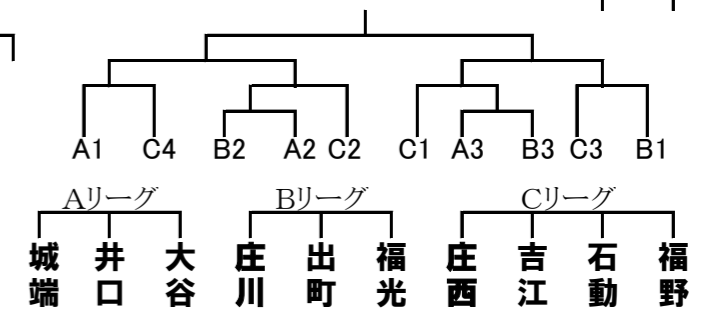 A1 C4 B2 A2 C2 C1 A3 B3 C3 B1
Aリーグ Bリーグ Cリーグ
城端 井口 大谷 庄川 出町 福光 庄西 吉江 石動 福野